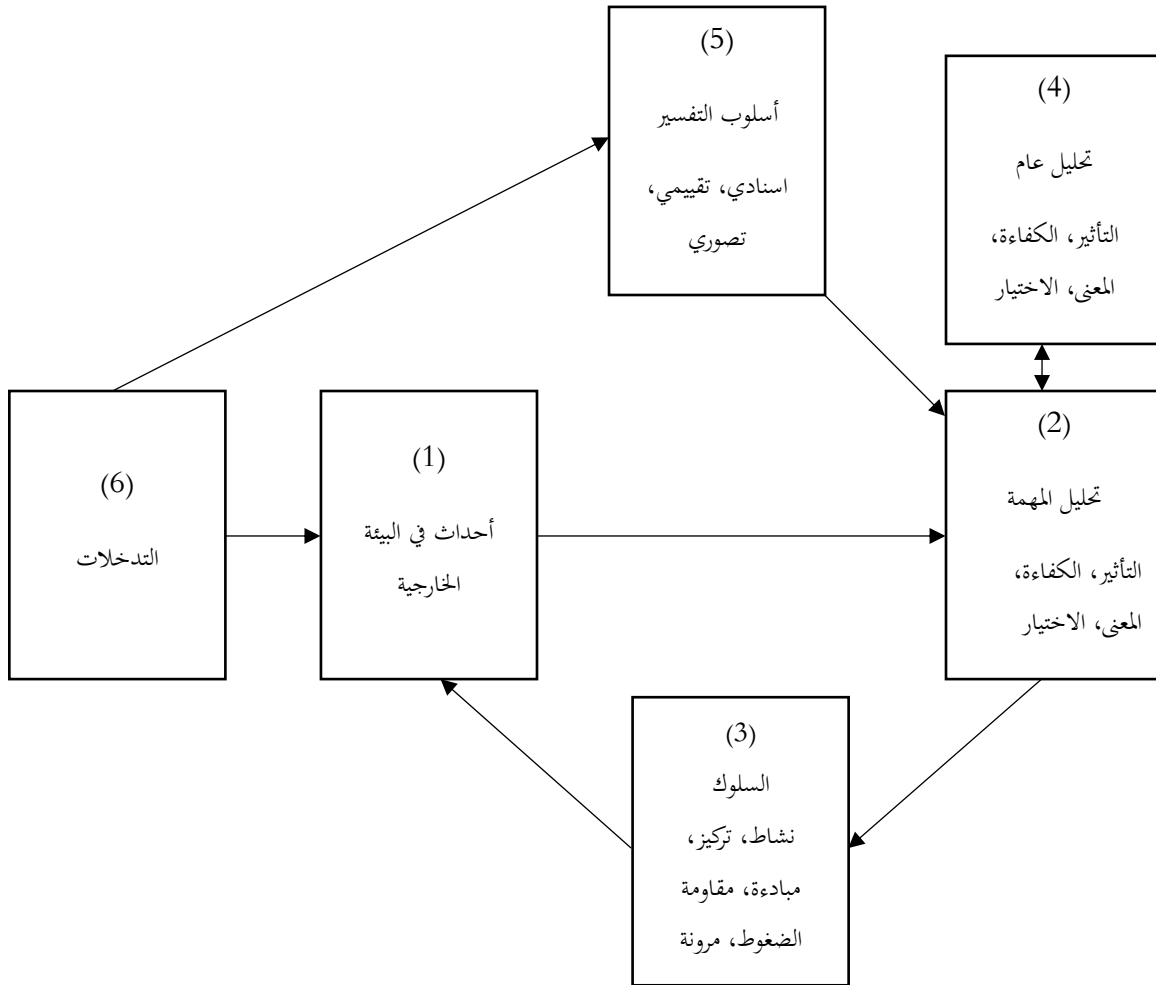 (5)
أسلوب التفسير
اسنادي، تقييمي،
تصوري
(4)
تحليل عام
التأثير، الكفاءة،
المعنى، الاختيار
(6)
التدخلات
(1)
أحداث في البيئة
الخارجية
(2)
تحليل المهمة
التأثير، الكفاءة،
المعنى، الاختيار
(3)
السلوك
نشاط، تركيز،
مبادءة، مقاومة
الضغوط، مرونة